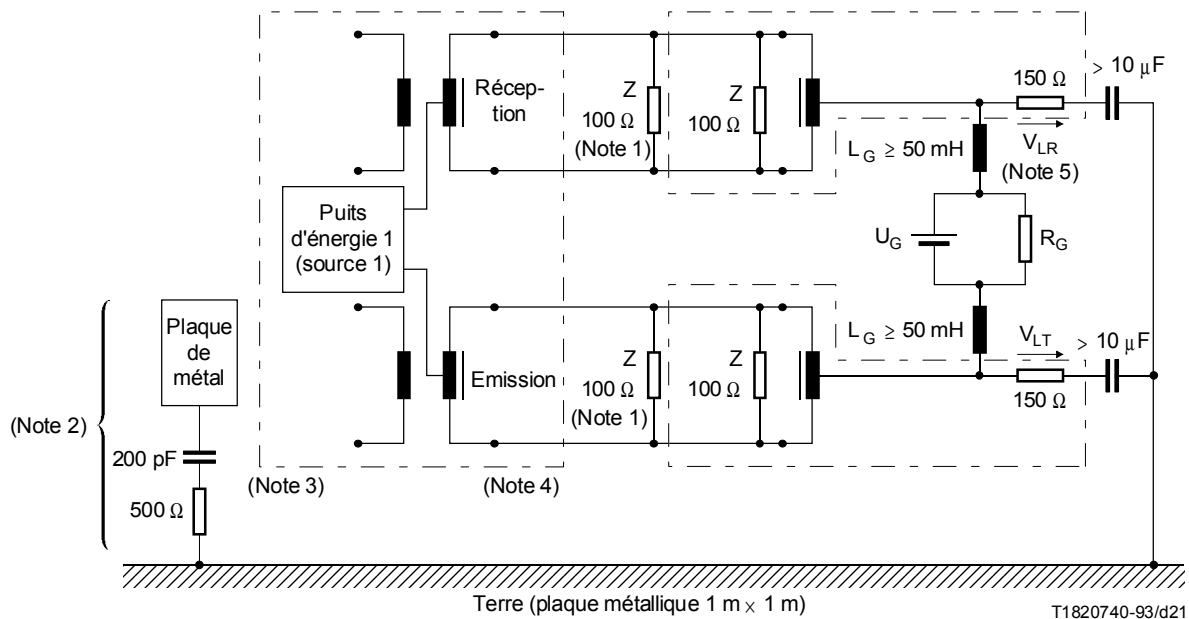 Récep-
tion
Z
100 Ω
(Note 1)
Z
100 Ω
150 Ω
> 10 μF
V_LR
(Note 5)
L_G ≥ 50 mH
Puits
d'énergie 1
(source 1)
U_G
R_G
Plaque
de
métal
(Note 2)
200 pF
500 Ω
Emission
Z
100 Ω
(Note 1)
Z
100 Ω
L_G ≥ 50 mH
V_LT
> 10 μF
150 Ω
(Note 3)
(Note 4)
Terre (plaque métallique 1 m × 1 m)
T1820740-93/d21